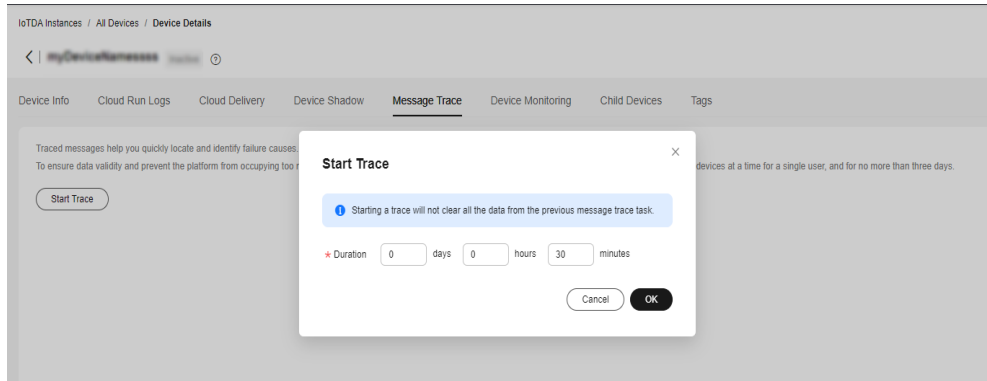 IoTDA Instances / All Devices / Device Details
Device Info Cloud Run Logs Cloud Delivery Device Shadow Message Trace Device Monitoring Child Devices Tags
Traced messages help you quickly locate and identify failure causes.
To ensure data validity and prevent the platform from occupying too devices at a time for a single user, and for no more than three days.
Start Trace
Start Trace
Starting a trace will not clear all the data from the previous message trace task.
* Duration 0 days 0 hours 30 minutes
Cancel OK